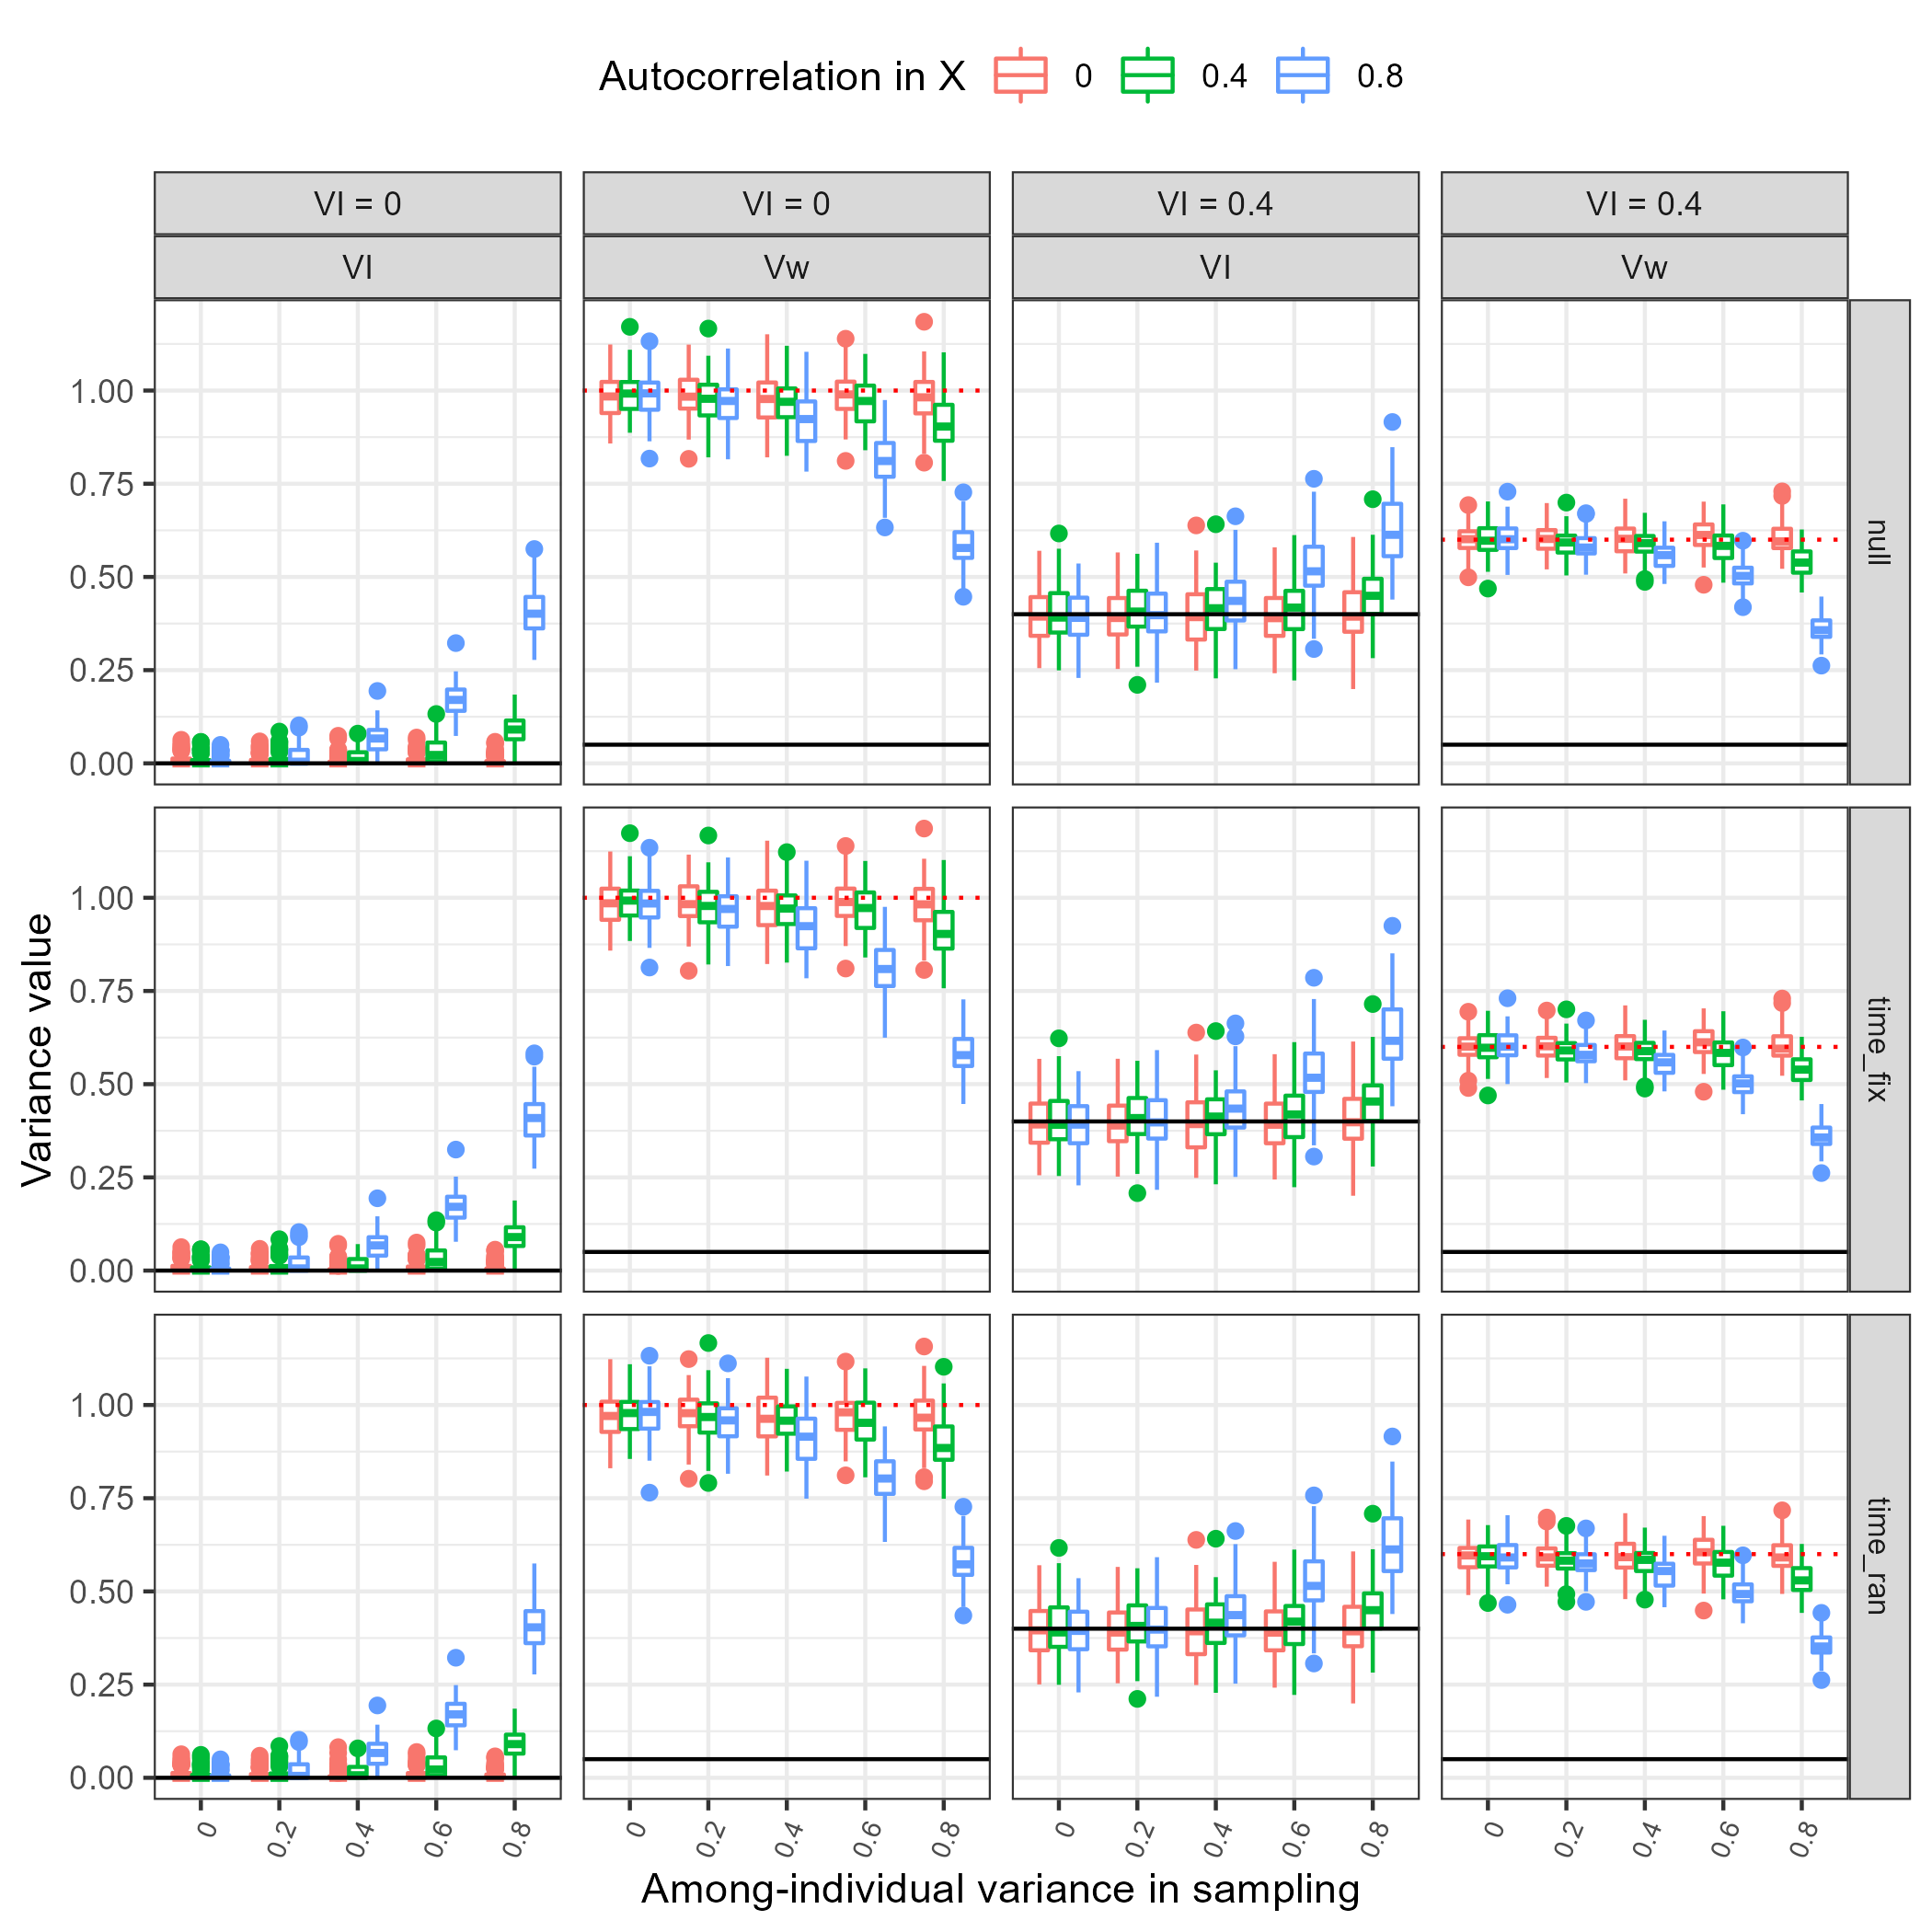 Autocorrelation in X 0 0.4 0.8
VI = 0 VI = 0 VI = 0.4 VI = 0.4
VI Vw VI Vw
1.00
0.75
0.50
0.25
0.00
null
Variance value
1.00
0.75
0.50
0.25
0.00
time_fix
1.00
0.75
0.50
0.25
0.00
time_ran
0 0.2 0.4 0.6 0.8 0 0.2 0.4 0.6 0.8 0 0.2 0.4 0.6 0.8 0 0.2 0.4 0.6 0.8
Among-individual variance in sampling